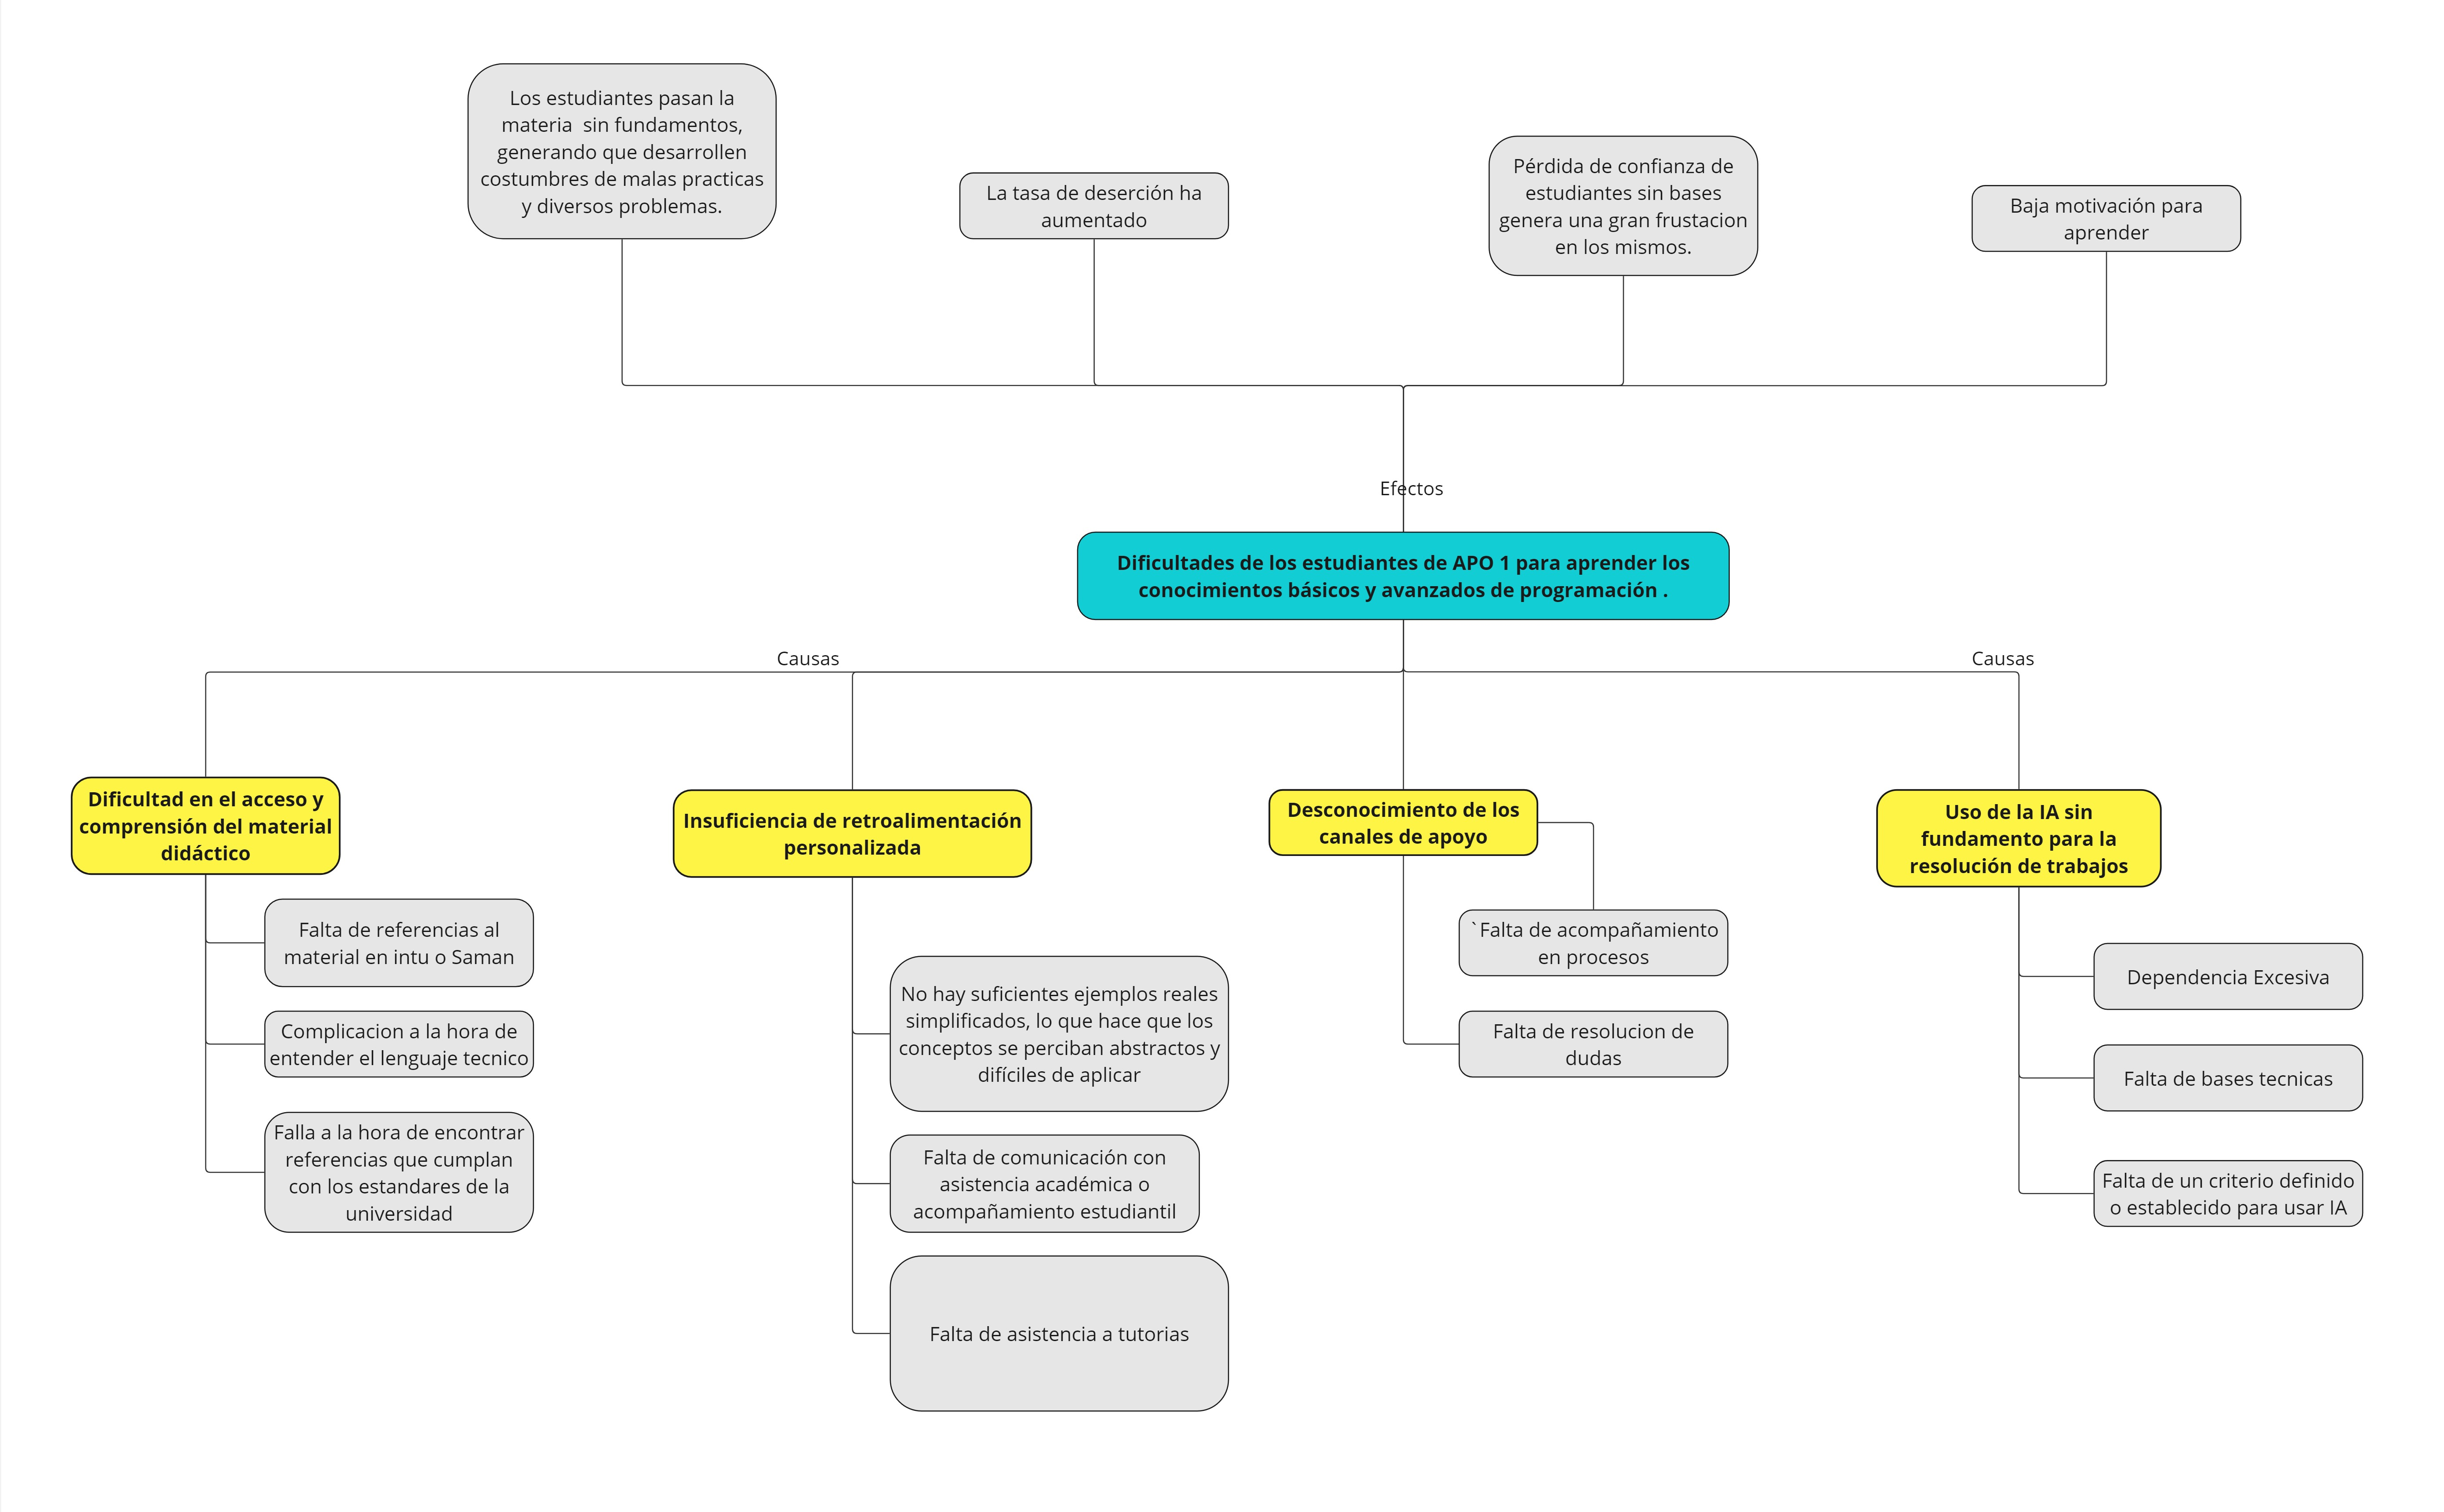 Los estudiantes pasan la
materia  sin fundamentos,
generando que desarrollen
costumbres de malas practicas
y diversos problemas.
La tasa de deserción ha
aumentado
Pérdida de confianza de
estudiantes sin bases
genera una gran frustacion
en los mismos.
Baja motivación para
aprender
Efectos
Dificultades de los estudiantes de APO 1 para aprender los
conocimientos básicos y avanzados de programación .
Causas
Causas
Dificultad en el acceso y
comprensión del material
didáctico
Falta de referencias al
material en intu o Saman
Complicacion a la hora de
entender el lenguaje tecnico
Falla a la hora de encontrar
referencias que cumplan
con los estandares de la
universidad
Insuficiencia de retroalimentación
personalizada
No hay suficientes ejemplos reales
simplificados, lo que hace que los
conceptos se perciban abstractos y
difíciles de aplicar
Falta de comunicación con
asistencia académica o
acompañamiento estudiantil
Falta de asistencia a tutorias
Desconocimiento de los
canales de apoyo
`Falta de acompañamiento
en procesos
Falta de resolucion de
dudas
Uso de la IA sin
fundamento para la
resolución de trabajos
Dependencia Excesiva
Falta de bases tecnicas
Falta de un criterio definido
o establecido para usar IA